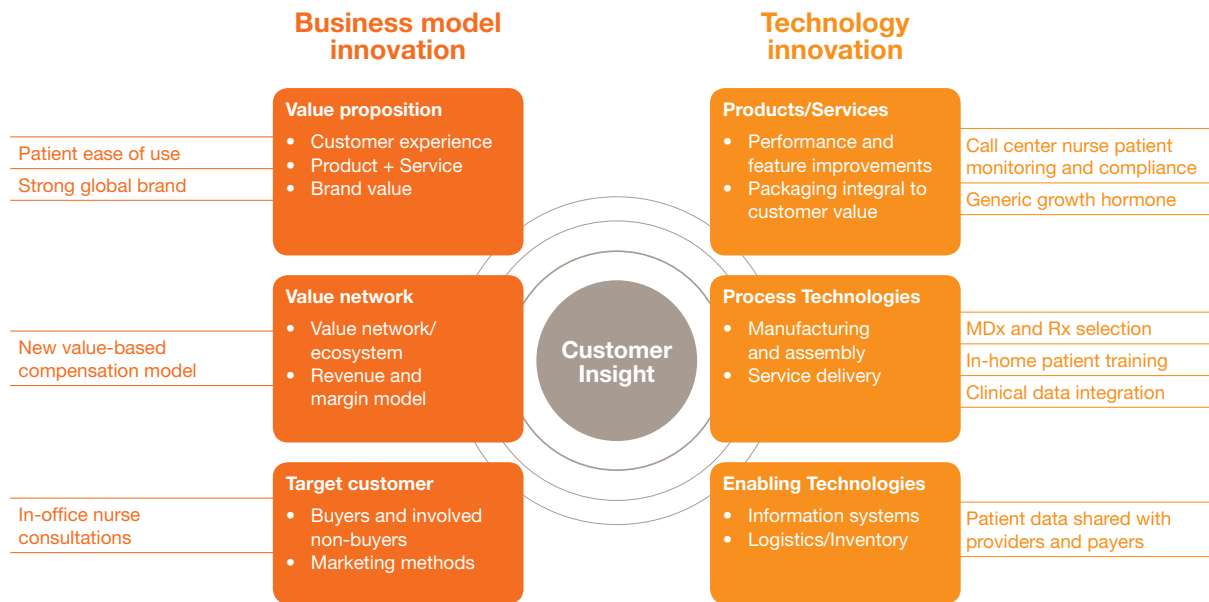 Business model
innovation
Technology
innovation
Patient ease of use
Strong global brand
Value proposition
• Customer experience
• Product + Service
• Brand value
Products/Services
• Performance and
feature improvements
• Packaging integral to
customer value
Call center nurse patient
monitoring and compliance
Generic growth hormone
New value-based
compensation model
Value network
• Value network/
ecosystem
• Revenue and
margin model
Customer
Insight
Process Technologies
• Manufacturing
and assembly
• Service delivery
MDx and Rx selection
In-home patient training
Clinical data integration
In-office nurse
consultations
Target customer
• Buyers and involved
non-buyers
• Marketing methods
Enabling Technologies
• Information systems
• Logistics/Inventory
Patient data shared with
providers and payers